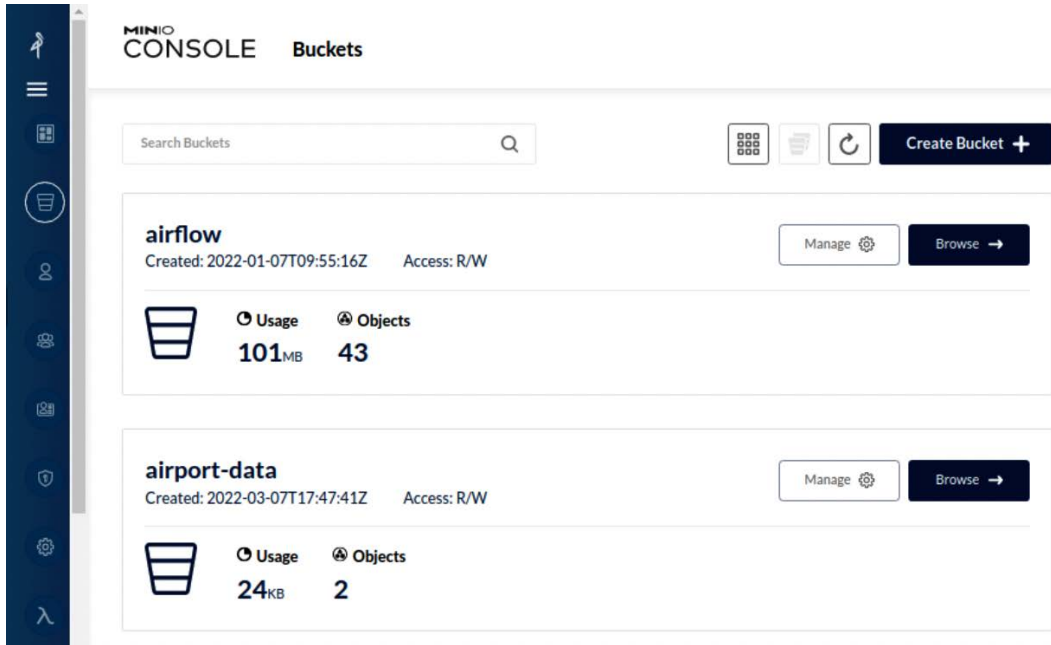 MINIO
CONSOLE Buckets
Search Buckets
Create Bucket
airflow
Created: 2022-01-07T09:55:16Z Access: R/W
Manage Browse
Usage Objects
101MB 43
airport-data
Created: 2022-03-07T17:47:41Z Access: R/W
Manage Browse
Usage Objects
24KB 2